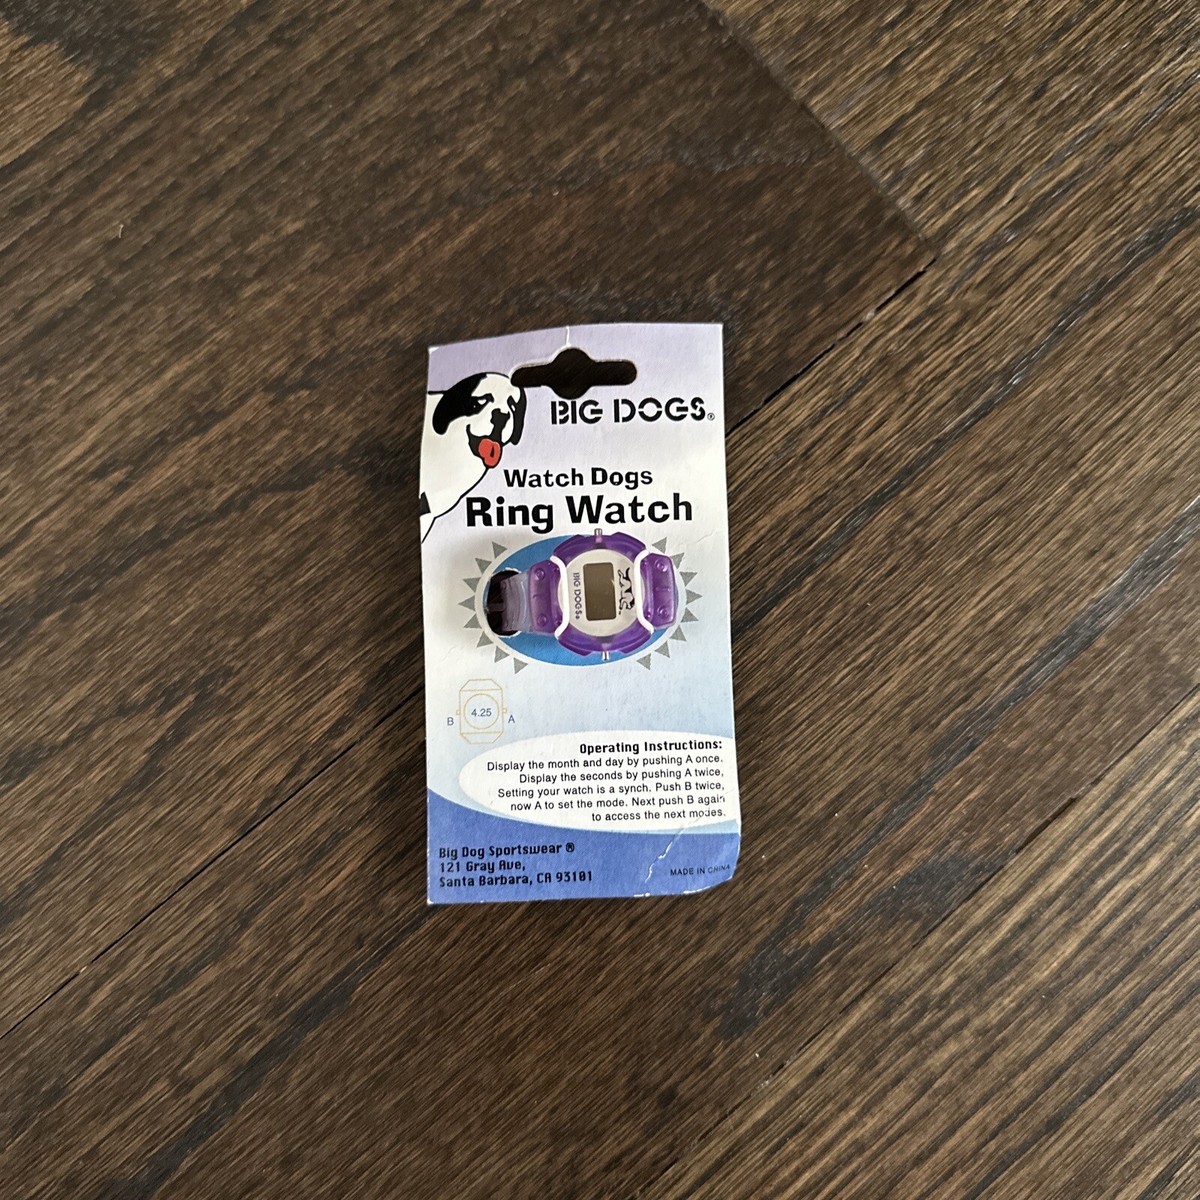 BIG DOGS®
Watch Dogs
Ring Watch
BIG DOGS®
B 4.25 A
Operating Instructions:
Display the month and day by pushing A once.
Display the seconds by pushing A twice,
Setting your watch is a synch. Push B twice,
now A to set the mode. Next push B again
to access the next modes.
Big Dog Sportswear ®
121 Gray Ave,
Santa Barbara, CA 93101
MADE IN CHINA